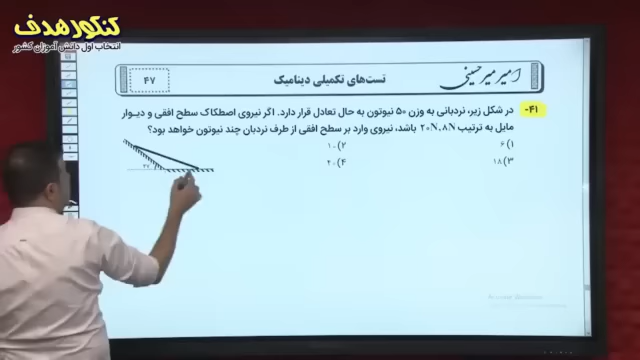 کنکور هدف
انتخاب اول دانش آموزان کشور
امیر میرحسینی
تست‌های تکمیلی دینامیک
۴۷
۴۱- در شکل زیر، نردبانی به وزن ۵۰ نیوتون به حال تعادل قرار دارد. اگر نیروی اصطکاک سطح افقی و دیوار
مایل به ترتیب ۲۰N،۸N باشد، نیروی وارد بر سطح افقی از طرف نردبان چند نیوتون خواهد بود؟
۱) ۶
۲) ۱۰
۳) ۱۸
۴) ۲۰